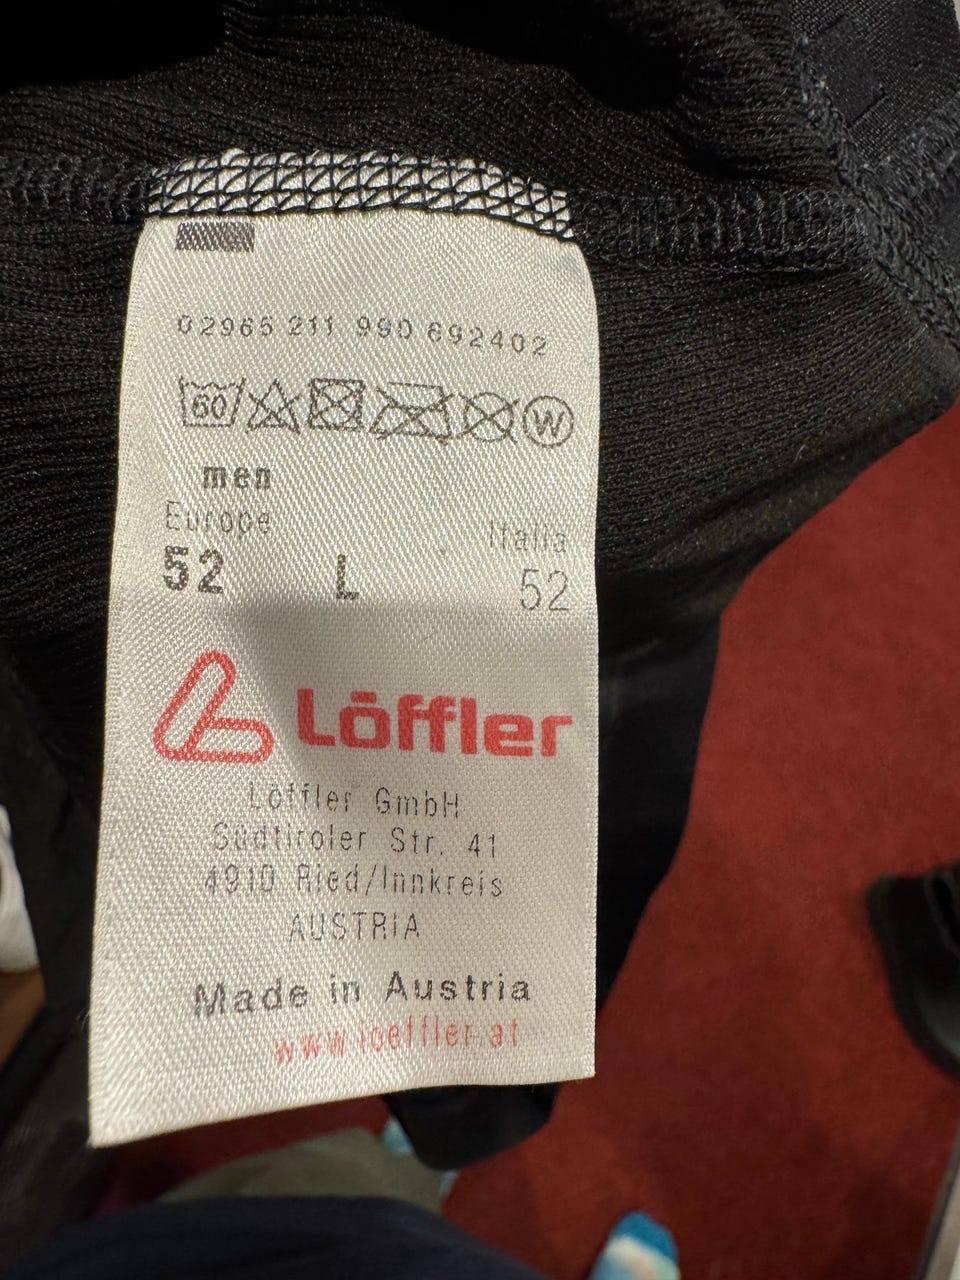 02965 211 990 692402
60 W
men
Europe Italia
52 L 52
Löffler
Löffler GmbH
Südtiroler Str. 41
4910 Ried/Innkreis
AUSTRIA
Made in Austria
www.loeffler.at